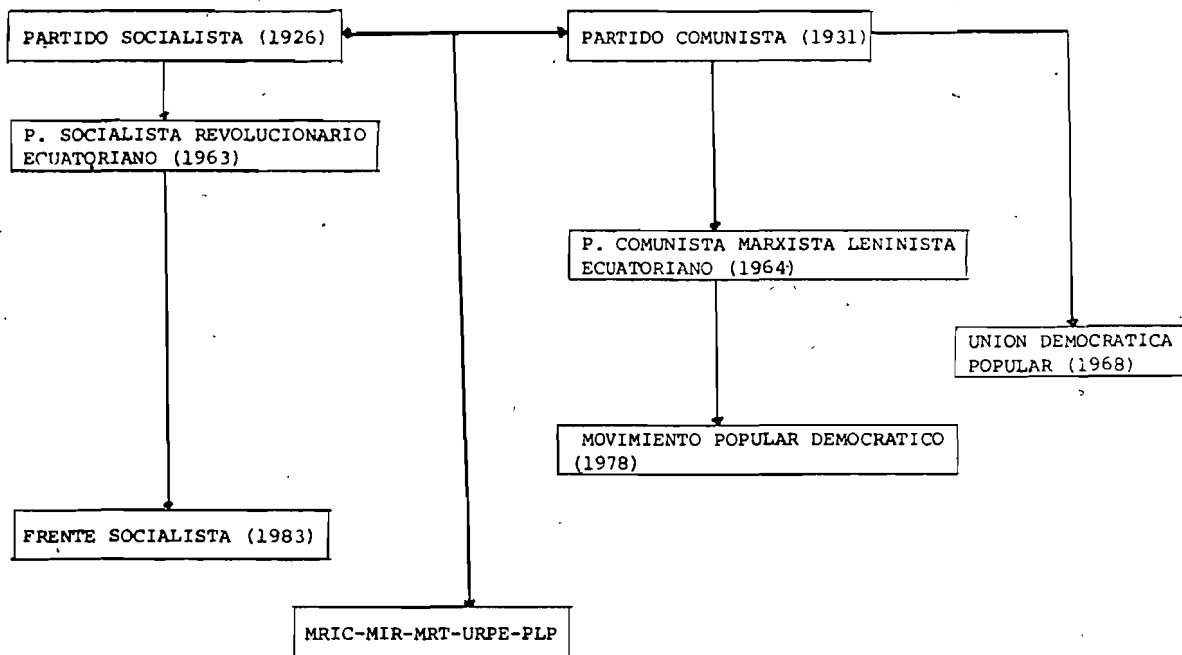 PARTIDO SOCIALISTA (1926)
PARTIDO COMUNISTA (1931)
P. SOCIALISTA REVOLUCIONARIO
ECUATORIANO (1963)
P. COMUNISTA MARXISTA LENINISTA
ECUATORIANO (1964)
UNION DEMOCRATICA
POPULAR (1968)
MOVIMIENTO POPULAR DEMOCRATICO
(1978)
FRENTE SOCIALISTA (1983)
MRIC-MIR-MRT-URPE-PLP